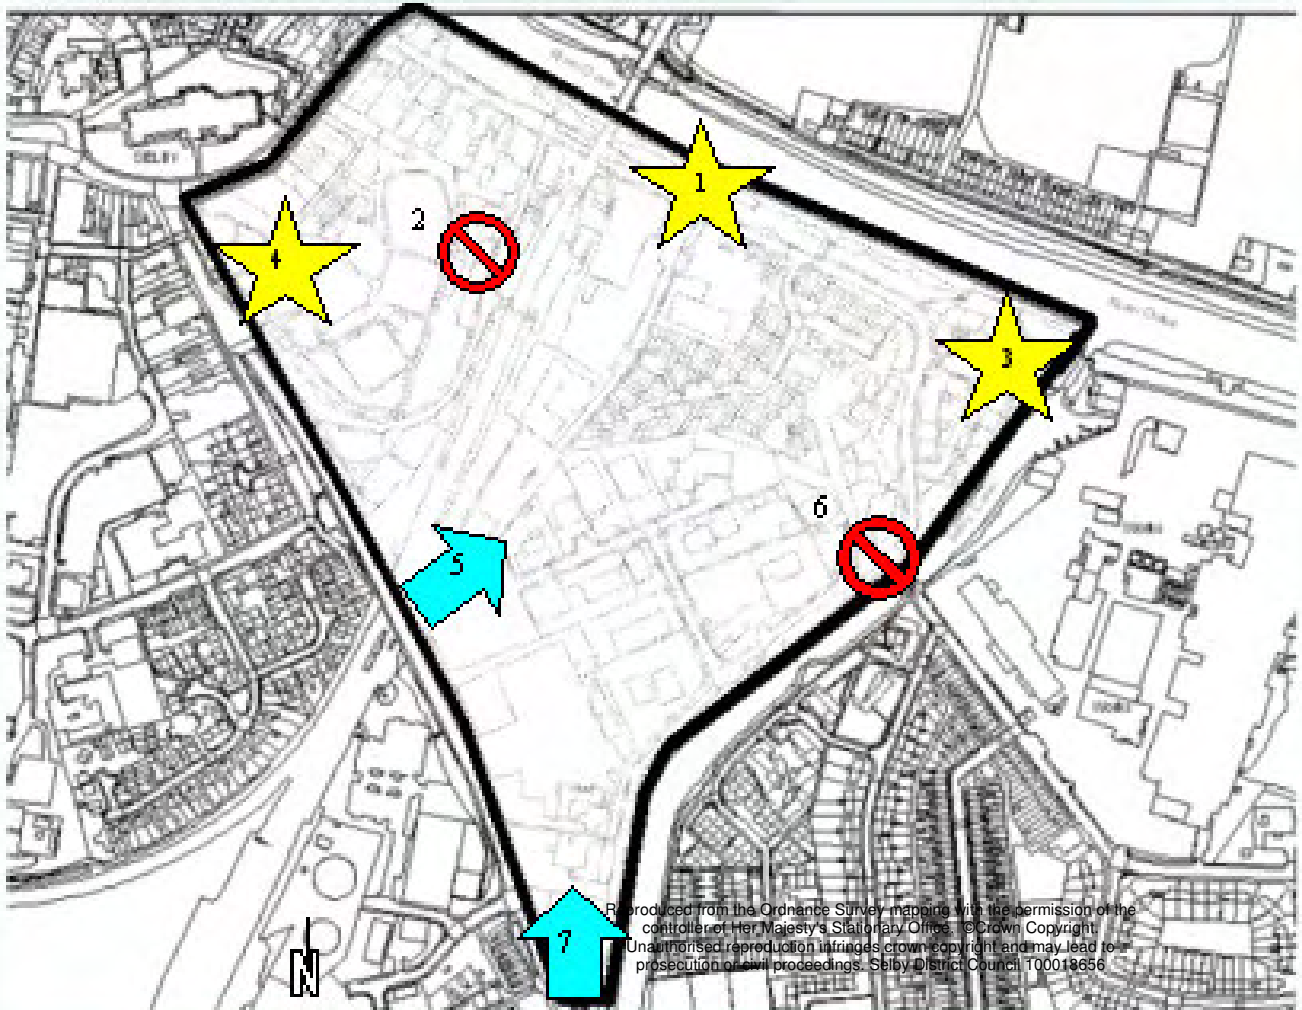 SELBY
1
2
4
3
6
5
7
N
Reproduced from the Ordnance Survey mapping with the permission of the
controller of Her Majesty's Stationary Office. ©Crown Copyright.
Unauthorised reproduction infringes crown copyright and may lead to
prosecution or civil proceedings. Selby District Council 100018656